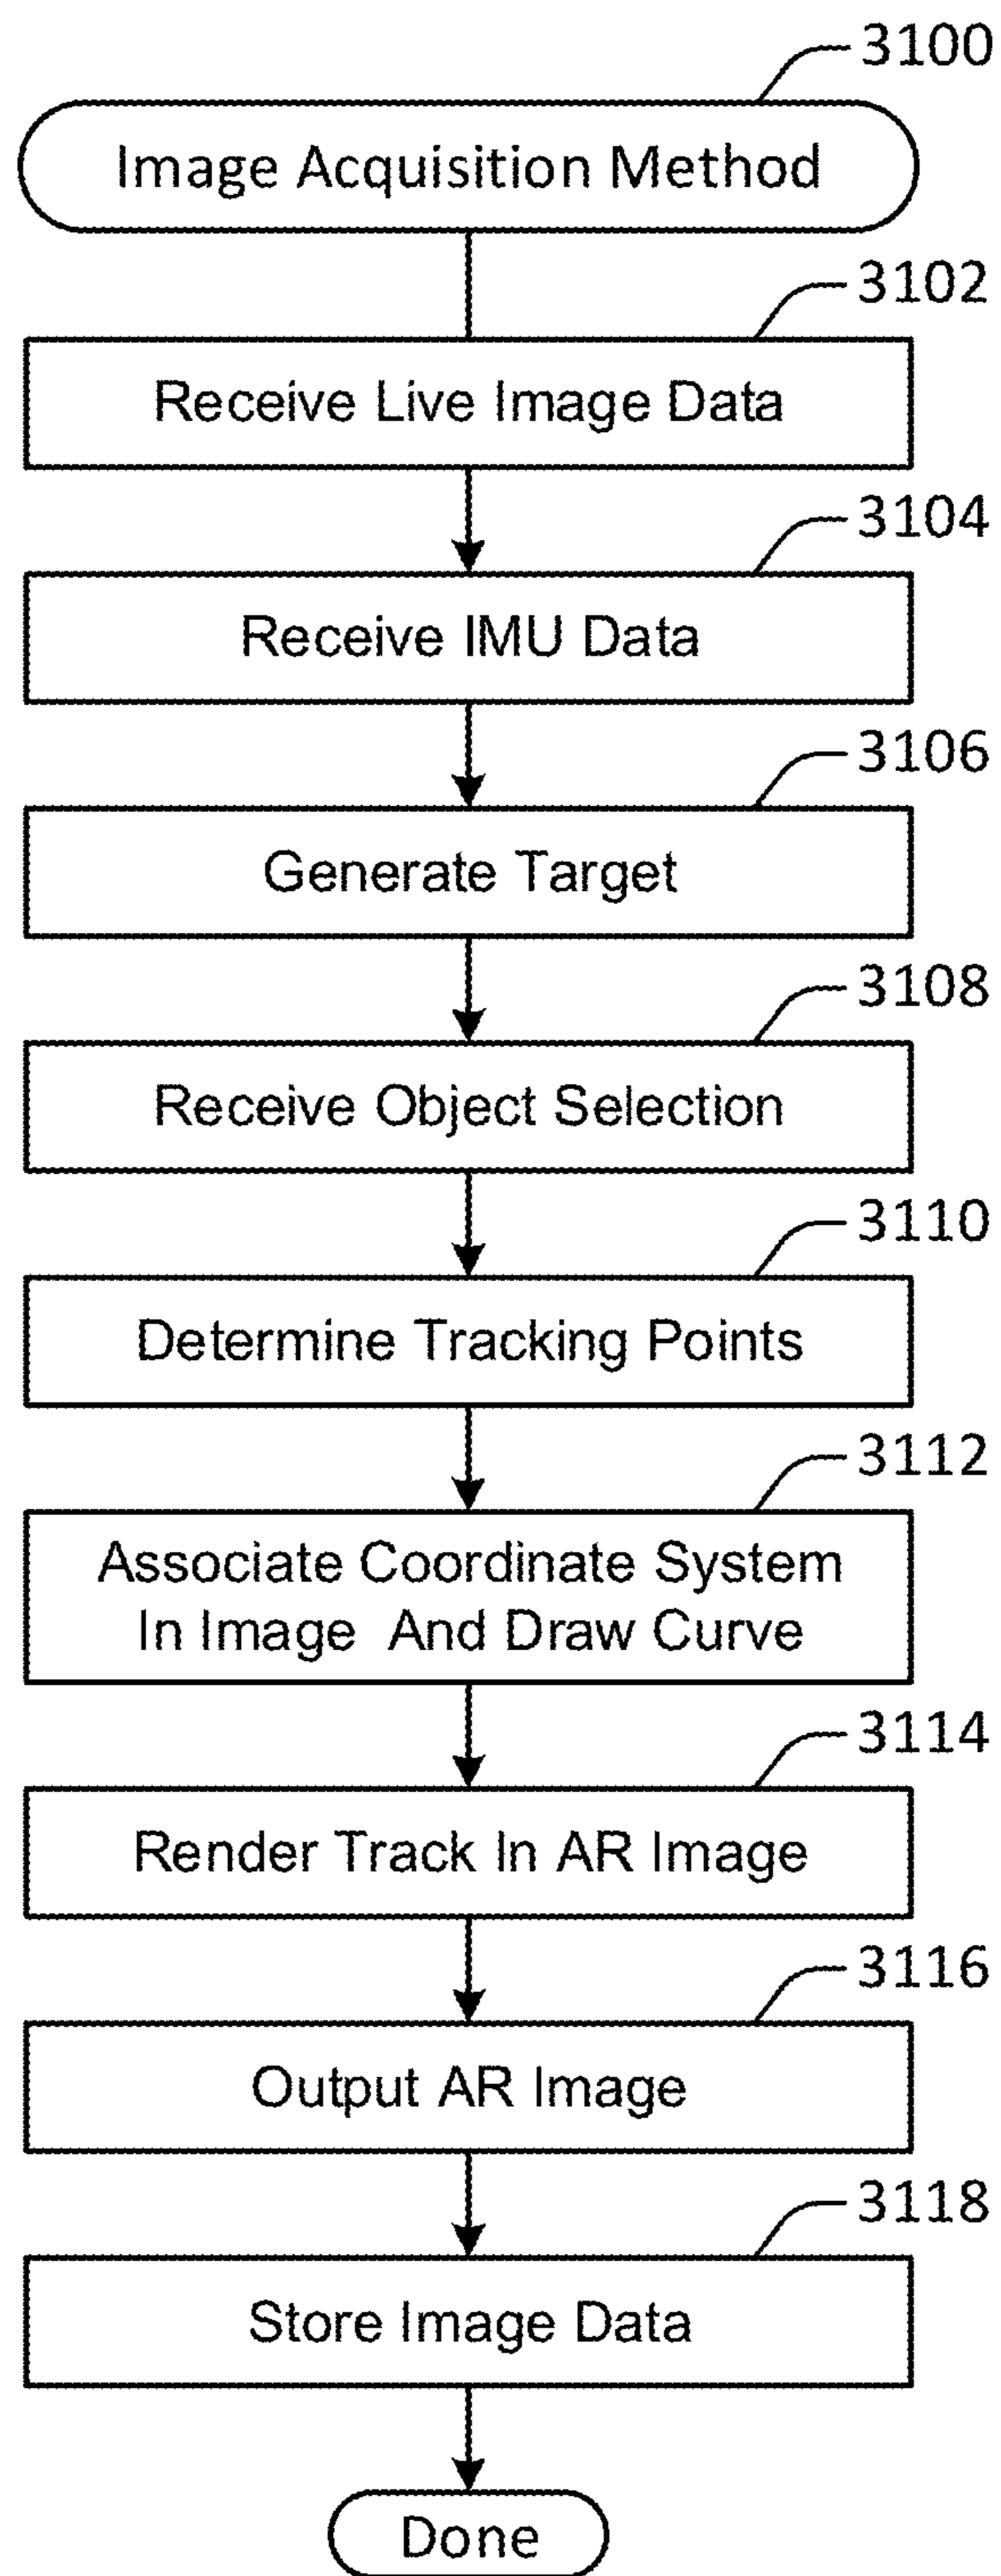 3100
Image Acquisition Method
3102
Receive Live Image Data
3104
Receive IMU Data
3106
Generate Target
3108
Receive Object Selection
3110
Determine Tracking Points
3112
Associate Coordinate System
In Image And Draw Curve
3114
Render Track In AR Image
3116
Output AR Image
3118
Store Image Data
Done